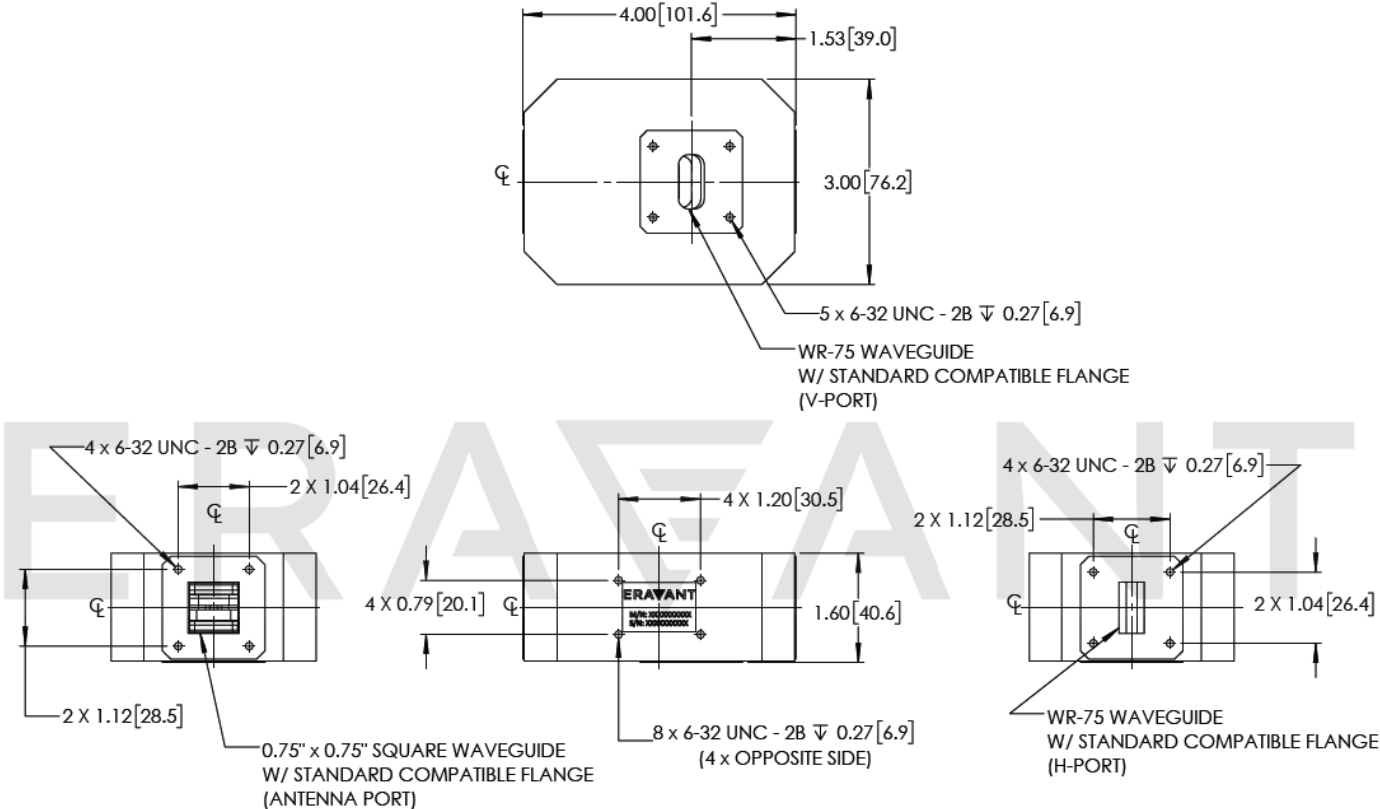 4.00[101.6]
1.53[39.0]
℄
3.00[76.2]
5 x 6-32 UNC - 2B ↧ 0.27[6.9]
WR-75 WAVEGUIDE
W/ STANDARD COMPATIBLE FLANGE
(V-PORT)
ERAVANT
4 x 6-32 UNC - 2B ↧ 0.27[6.9]
2 X 1.04[26.4]
℄
℄
2 X 1.12[28.5]
0.75" x 0.75" SQUARE WAVEGUIDE
W/ STANDARD COMPATIBLE FLANGE
(ANTENNA PORT)
4 X 1.20[30.5]
℄
4 X 0.79[20.1]
℄
ERAVANT
M/N: XXXXXXXXXX
S/N: XXXXXXXXXX
1.60[40.6]
8 x 6-32 UNC - 2B ↧ 0.27[6.9]
(4 x OPPOSITE SIDE)
4 x 6-32 UNC - 2B ↧ 0.27[6.9]
2 X 1.12[28.5]
℄
℄
2 X 1.04[26.4]
WR-75 WAVEGUIDE
W/ STANDARD COMPATIBLE FLANGE
(H-PORT)